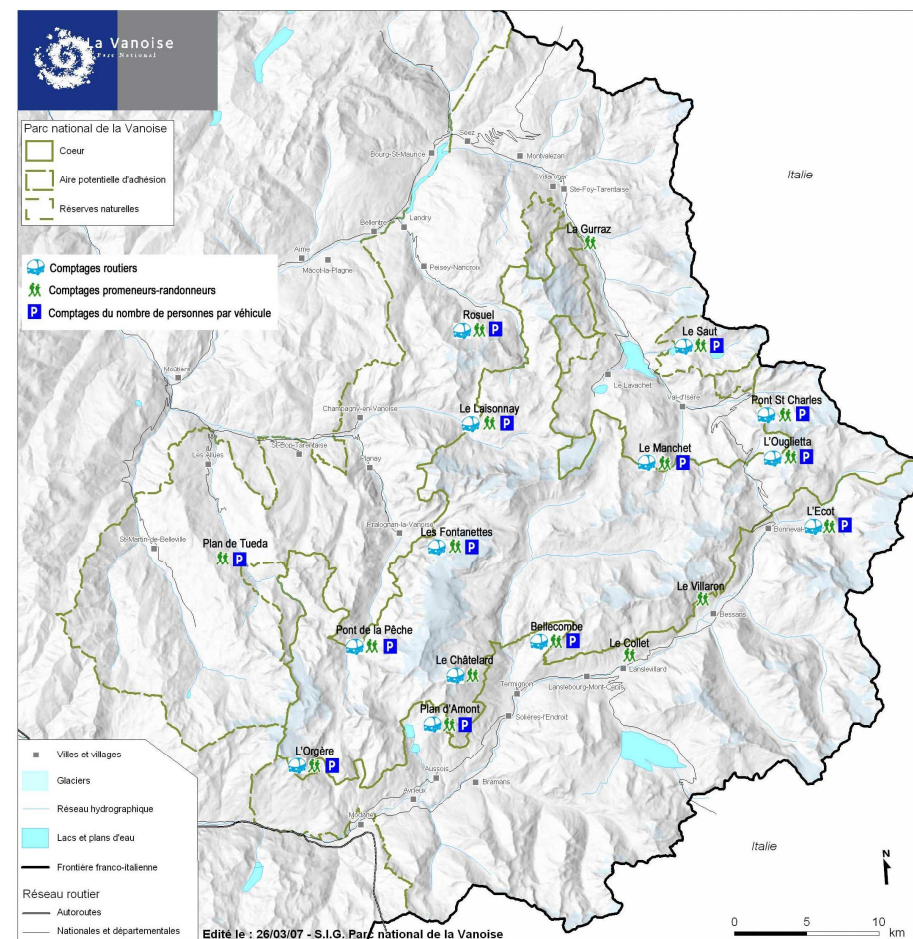 La Vanoise
Parc National
Parc national de la Vanoise
Coeur
Aire potentielle d'adhésion
Réserves naturelles
Comptages routiers
Comptages promeneurs-randonneurs
P Comptages du nombre de personnes par véhicule
Séez
Bourg-St-Maurice
Montvalezan
Italie
Villaroger
Ste-Foy-Tarentaise
Landry
Bellentre
La Gurraz
Aime
Mâcot-la-Plagne
Peisey-Nancroix
Rosuel
P
Le Saut
P
Moûtiers
Le Lavachet
Val-d'Isère
Pont St Charles
P
Champagny-en-Vanoise
Le Laisonnay
P
L'Ouglietta
P
St-Bon-Tarentaise
Les Allues
Planay
Le Manchet
P
L'Ecot
P
Bonneval
Pralognan-la-Vanoise
Les Fontanettes
P
St-Martin-de-Belleville
Plan de Tueda
P
Le Villaron
Bessans
Pont de la Pêche
P
Bellecombe
P
Le Collet
Lanslevillard
Le Châtelard
Termignon
Lanslebourg-Mont-Cenis
Plan d'Amont
P
Sollières-l'Endroit
L'Orgère
P
Aussois
Bramans
Avrieux
Modane
Villes et villages
Glaciers
Réseau hydrographique
Lacs et plans d'eau
Frontière franco-italienne
Réseau routier
Autoroutes
Nationales et départementales
Italie
N
0 5 10
km
Edité le : 26/03/07 - S.I.G. Parc national de la Vanoise